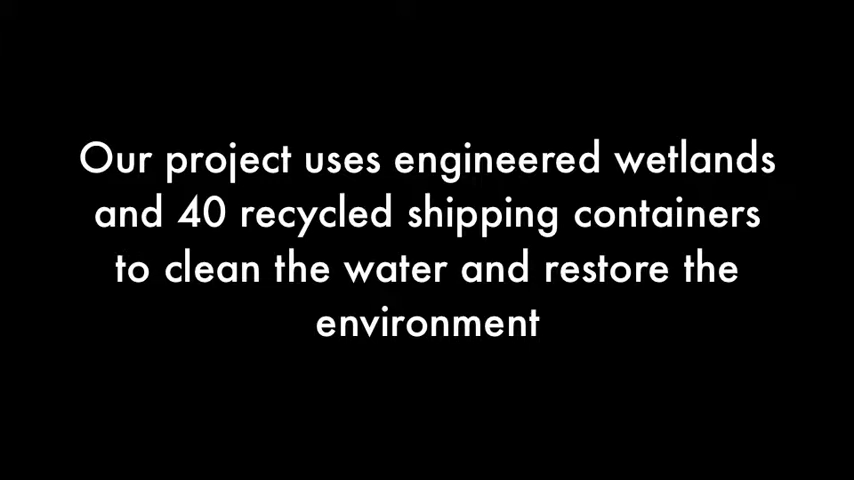 Our project uses engineered wetlands
and 40 recycled shipping containers
to clean the water and restore the
environment